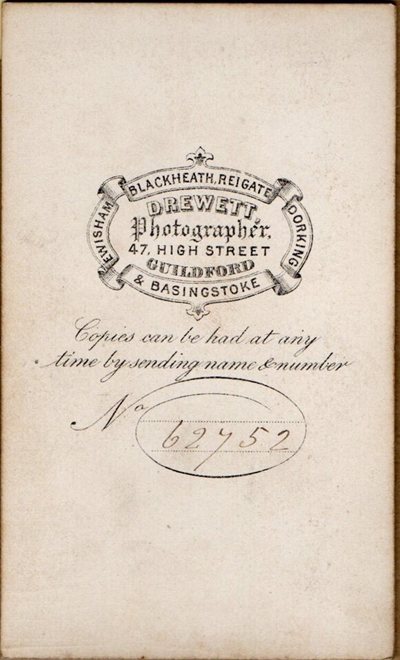 BLACKHEATH, REIGATE
LEWISHAM
DORKING
DREWETT,
Photographer,
47, HIGH STREET
GUILDFORD
& BASINGSTOKE
Copies can be had at any
time by sending name & number
No 62752